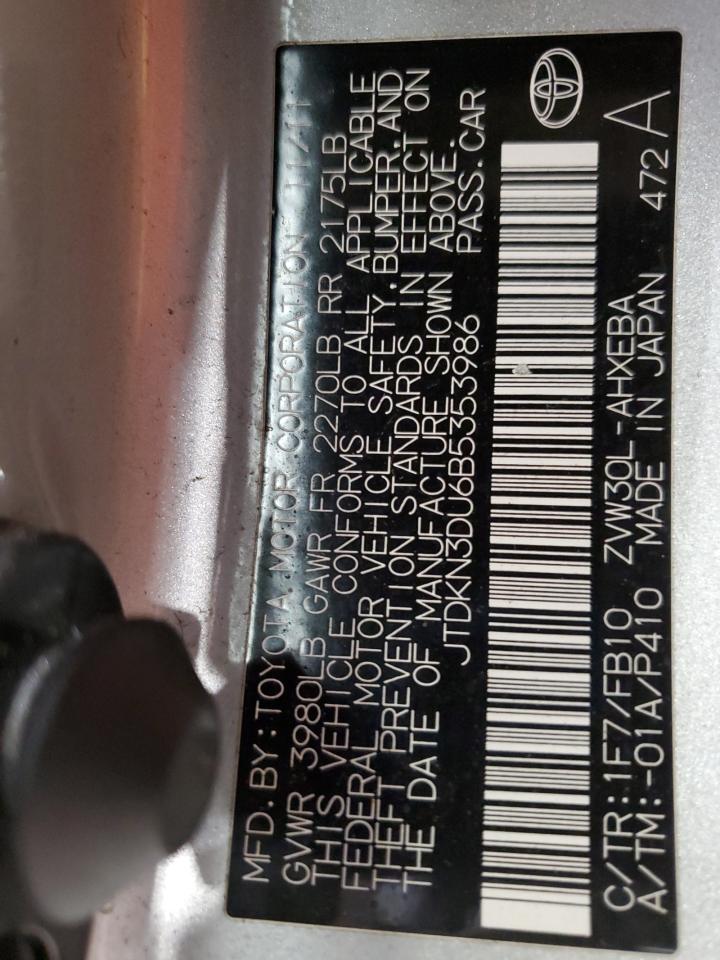 MFD.BY:TOYOTA MOTOR CORPORATION 11/11
GVWR 3980LB GAWR FR 2270LB RR 2175LB
THIS VEHICLE CONFORMS TO ALL APPLICABLE
FEDERAL MOTOR VEHICLE SAFETY,BUMPER,AND
THEFT PREVENTION STANDARDS IN EFFECT ON
THE DATE OF MANUFACTURE SHOWN ABOVE.
JTDKN3DU6B5353986 PASS.CAR
C/TR:1F7/FB10 ZVW30L-AHXEBA
A/TM:-01A/P410 MADE IN JAPAN 472 A